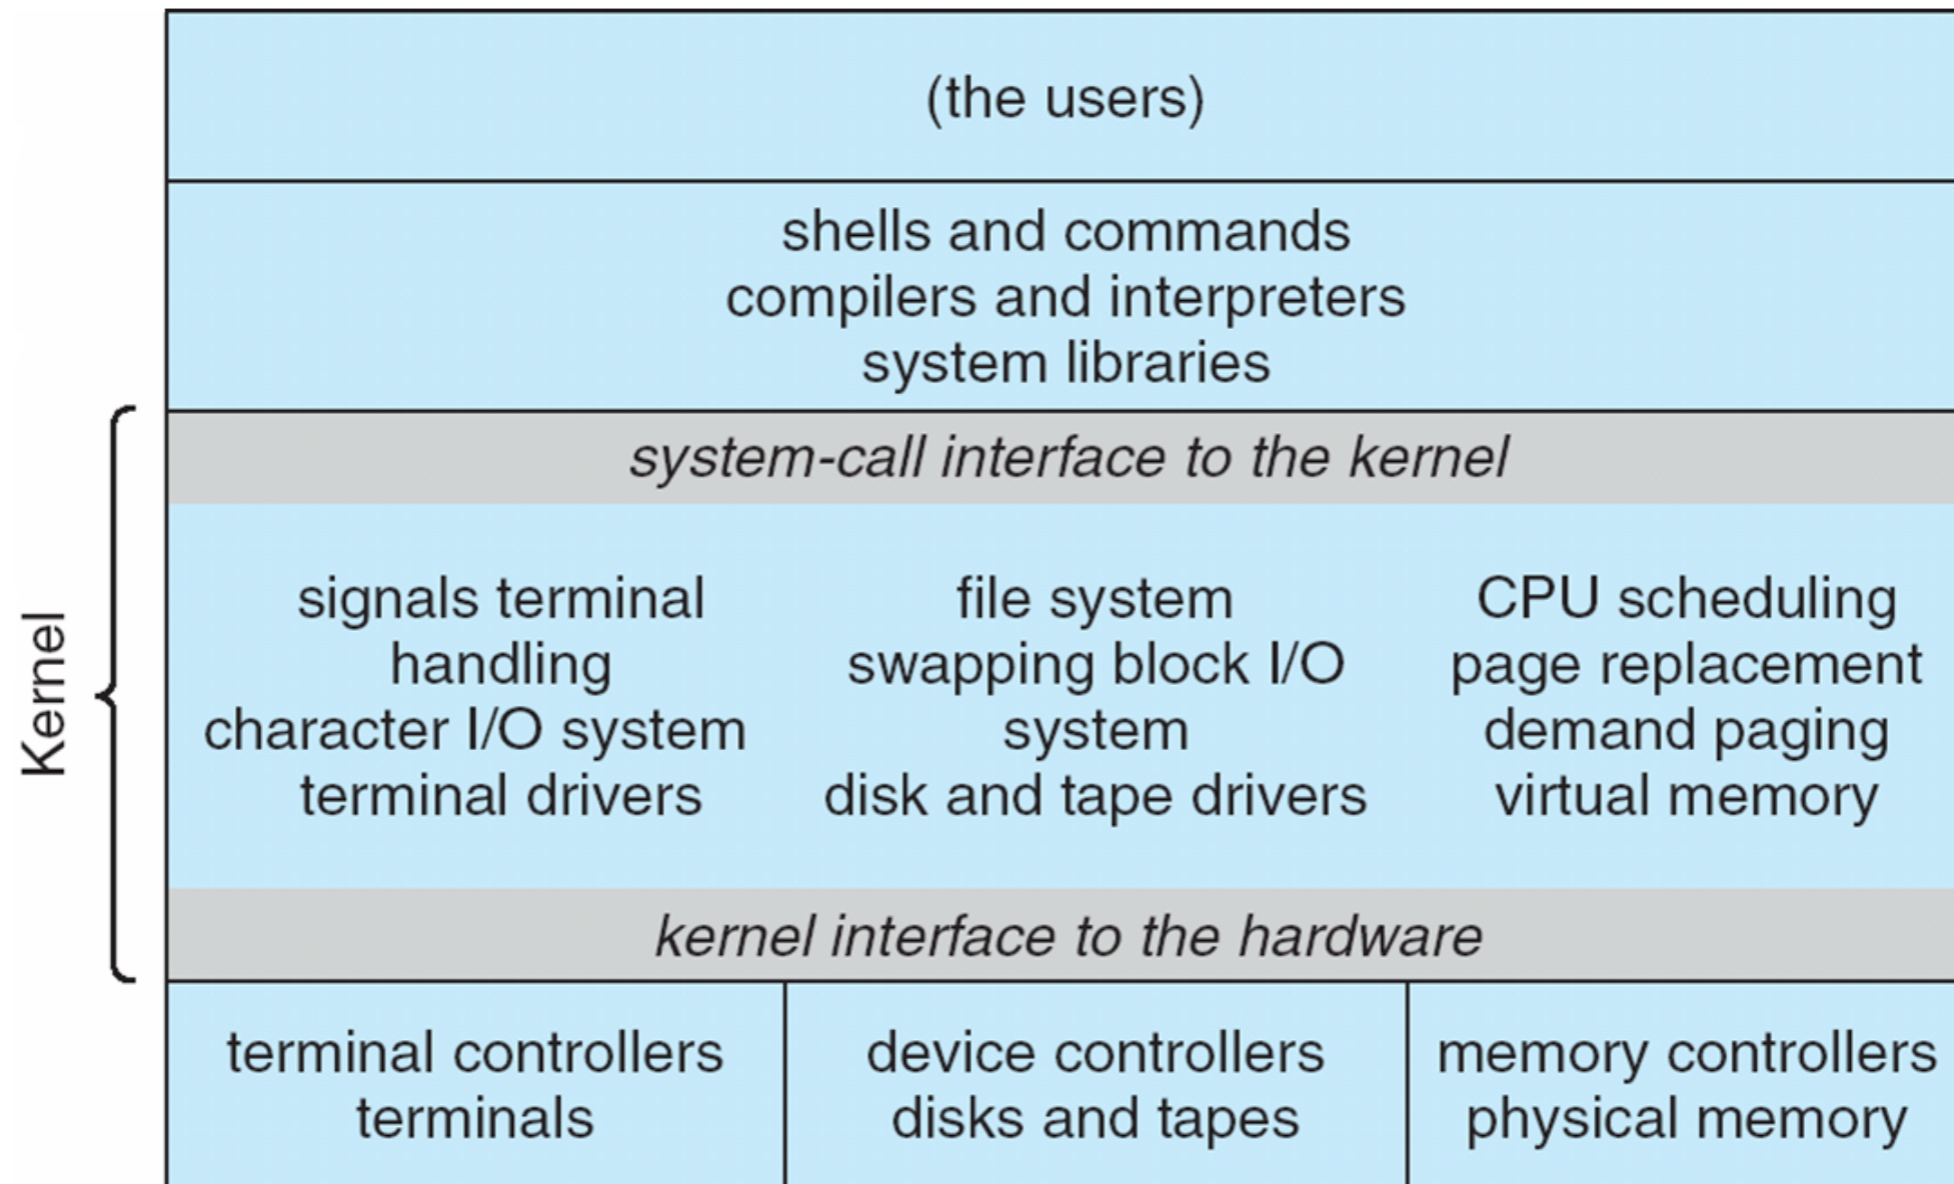 (the users)
shells and commands
compilers and interpreters
system libraries
Kernel
system-call interface to the kernel
signals terminal
handling
character I/O system
terminal drivers
file system
swapping block I/O
system
disk and tape drivers
CPU scheduling
page replacement
demand paging
virtual memory
kernel interface to the hardware
terminal controllers
terminals
device controllers
disks and tapes
memory controllers
physical memory